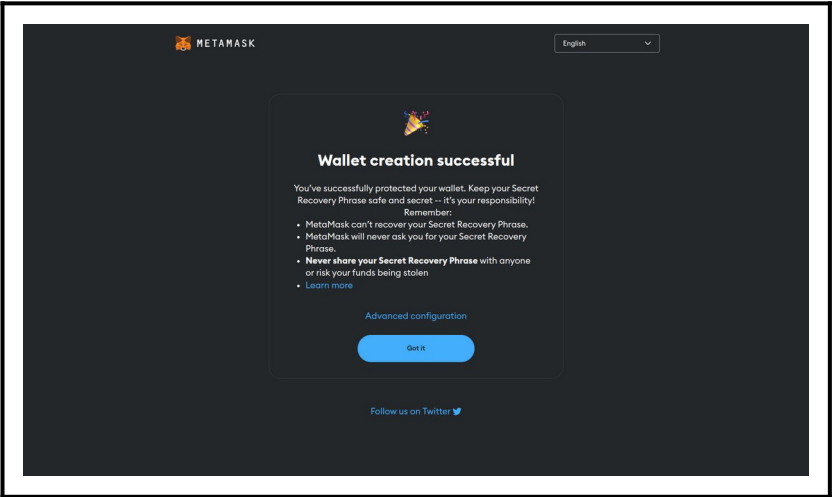 METAMASK
English
Wallet creation successful
You've successfully protected your wallet. Keep your Secret
Recovery Phrase safe and secret -- it's your responsibility!
Remember:
• MetaMask can't recover your Secret Recovery Phrase.
• MetaMask will never ask you for your Secret Recovery
Phrase.
• Never share your Secret Recovery Phrase with anyone
or risk your funds being stolen
• Learn more
Advanced configuration
Got it
Follow us on Twitter